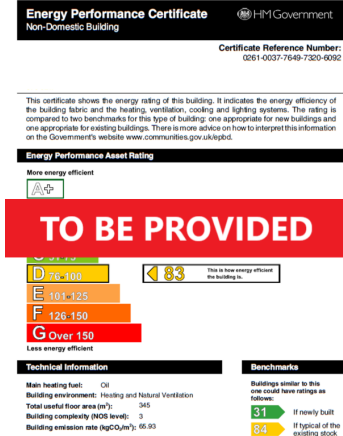 Energy Performance Certificate
HM Government
Non-Domestic Building
Certificate Reference Number:
0261-0037-7649-7320-6092
This certificate shows the energy rating of this building. It indicates the energy efficiency of
the building fabric and the heating, ventilation, cooling and lighting systems. The rating is
compared to two benchmarks for this type of building: one appropriate for new buildings and
one appropriate for existing buildings. There is more advice on how to interpret this information
on the Government's website www.communities.gov.uk/epbd.
Energy Performance Asset Rating
More energy efficient
A+
TO BE PROVIDED
D 76-100
83
This is how energy efficient
the building is.
E 101-125
F 126-150
G Over 150
Less energy efficient
Technical Information
Main heating fuel: Oil
Building environment: Heating and Natural Ventilation
Total useful floor area (m²): 345
Building complexity (NOS level): 3
Building emission rate (kgCO₂/m²): 65.93
Benchmarks
Buildings similar to this
one could have ratings as
follows:
31 If newly built
84 If typical of the
existing stock